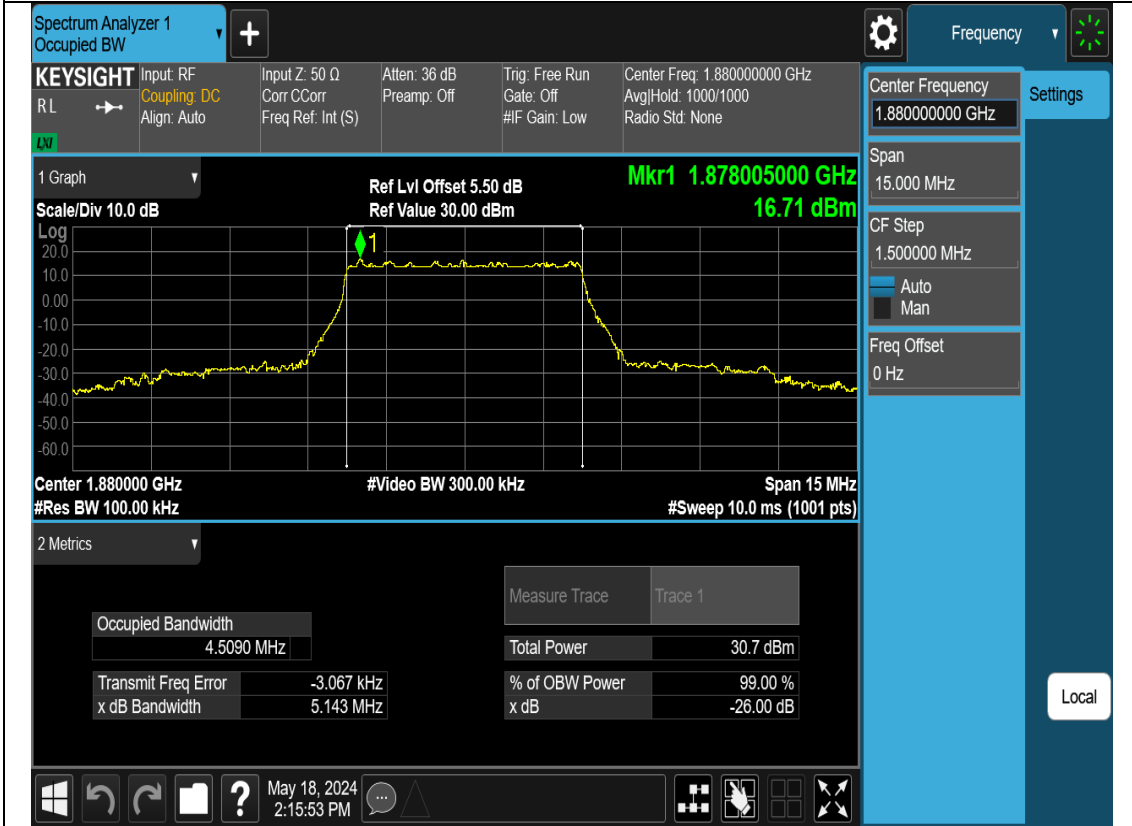 Spectrum Analyzer 1
Occupied BW
+
Frequency
KEYSIGHT
R L
LXI
Input: RF
Coupling: DC
Align: Auto
Input Z: 50 Ω
Corr CCorr
Freq Ref: Int (S)
Atten: 36 dB
Preamp: Off
Trig: Free Run
Gate: Off
#IF Gain: Low
Center Freq: 1.880000000 GHz
Avg|Hold: 1000/1000
Radio Std: None
Center Frequency
1.880000000 GHz
Settings
Span
15.000 MHz
CF Step
1.500000 MHz
Auto
Man
Freq Offset
0 Hz
Local
1 Graph
Scale/Div 10.0 dB
Ref Lvl Offset 5.50 dB
Ref Value 30.00 dBm
Mkr1 1.878005000 GHz
16.71 dBm
Log
1
20.0
10.0
0.00
-10.0
-20.0
-30.0
-40.0
-50.0
-60.0
Center 1.880000 GHz
#Video BW 300.00 kHz
Span 15 MHz
#Res BW 100.00 kHz
#Sweep 10.0 ms (1001 pts)
2 Metrics
Measure Trace
Trace 1
Occupied Bandwidth
4.5090 MHz
Total Power
30.7 dBm
Transmit Freq Error
-3.067 kHz
% of OBW Power
99.00 %
x dB Bandwidth
5.143 MHz
x dB
-26.00 dB
?
May 18, 2024
2:15:53 PM